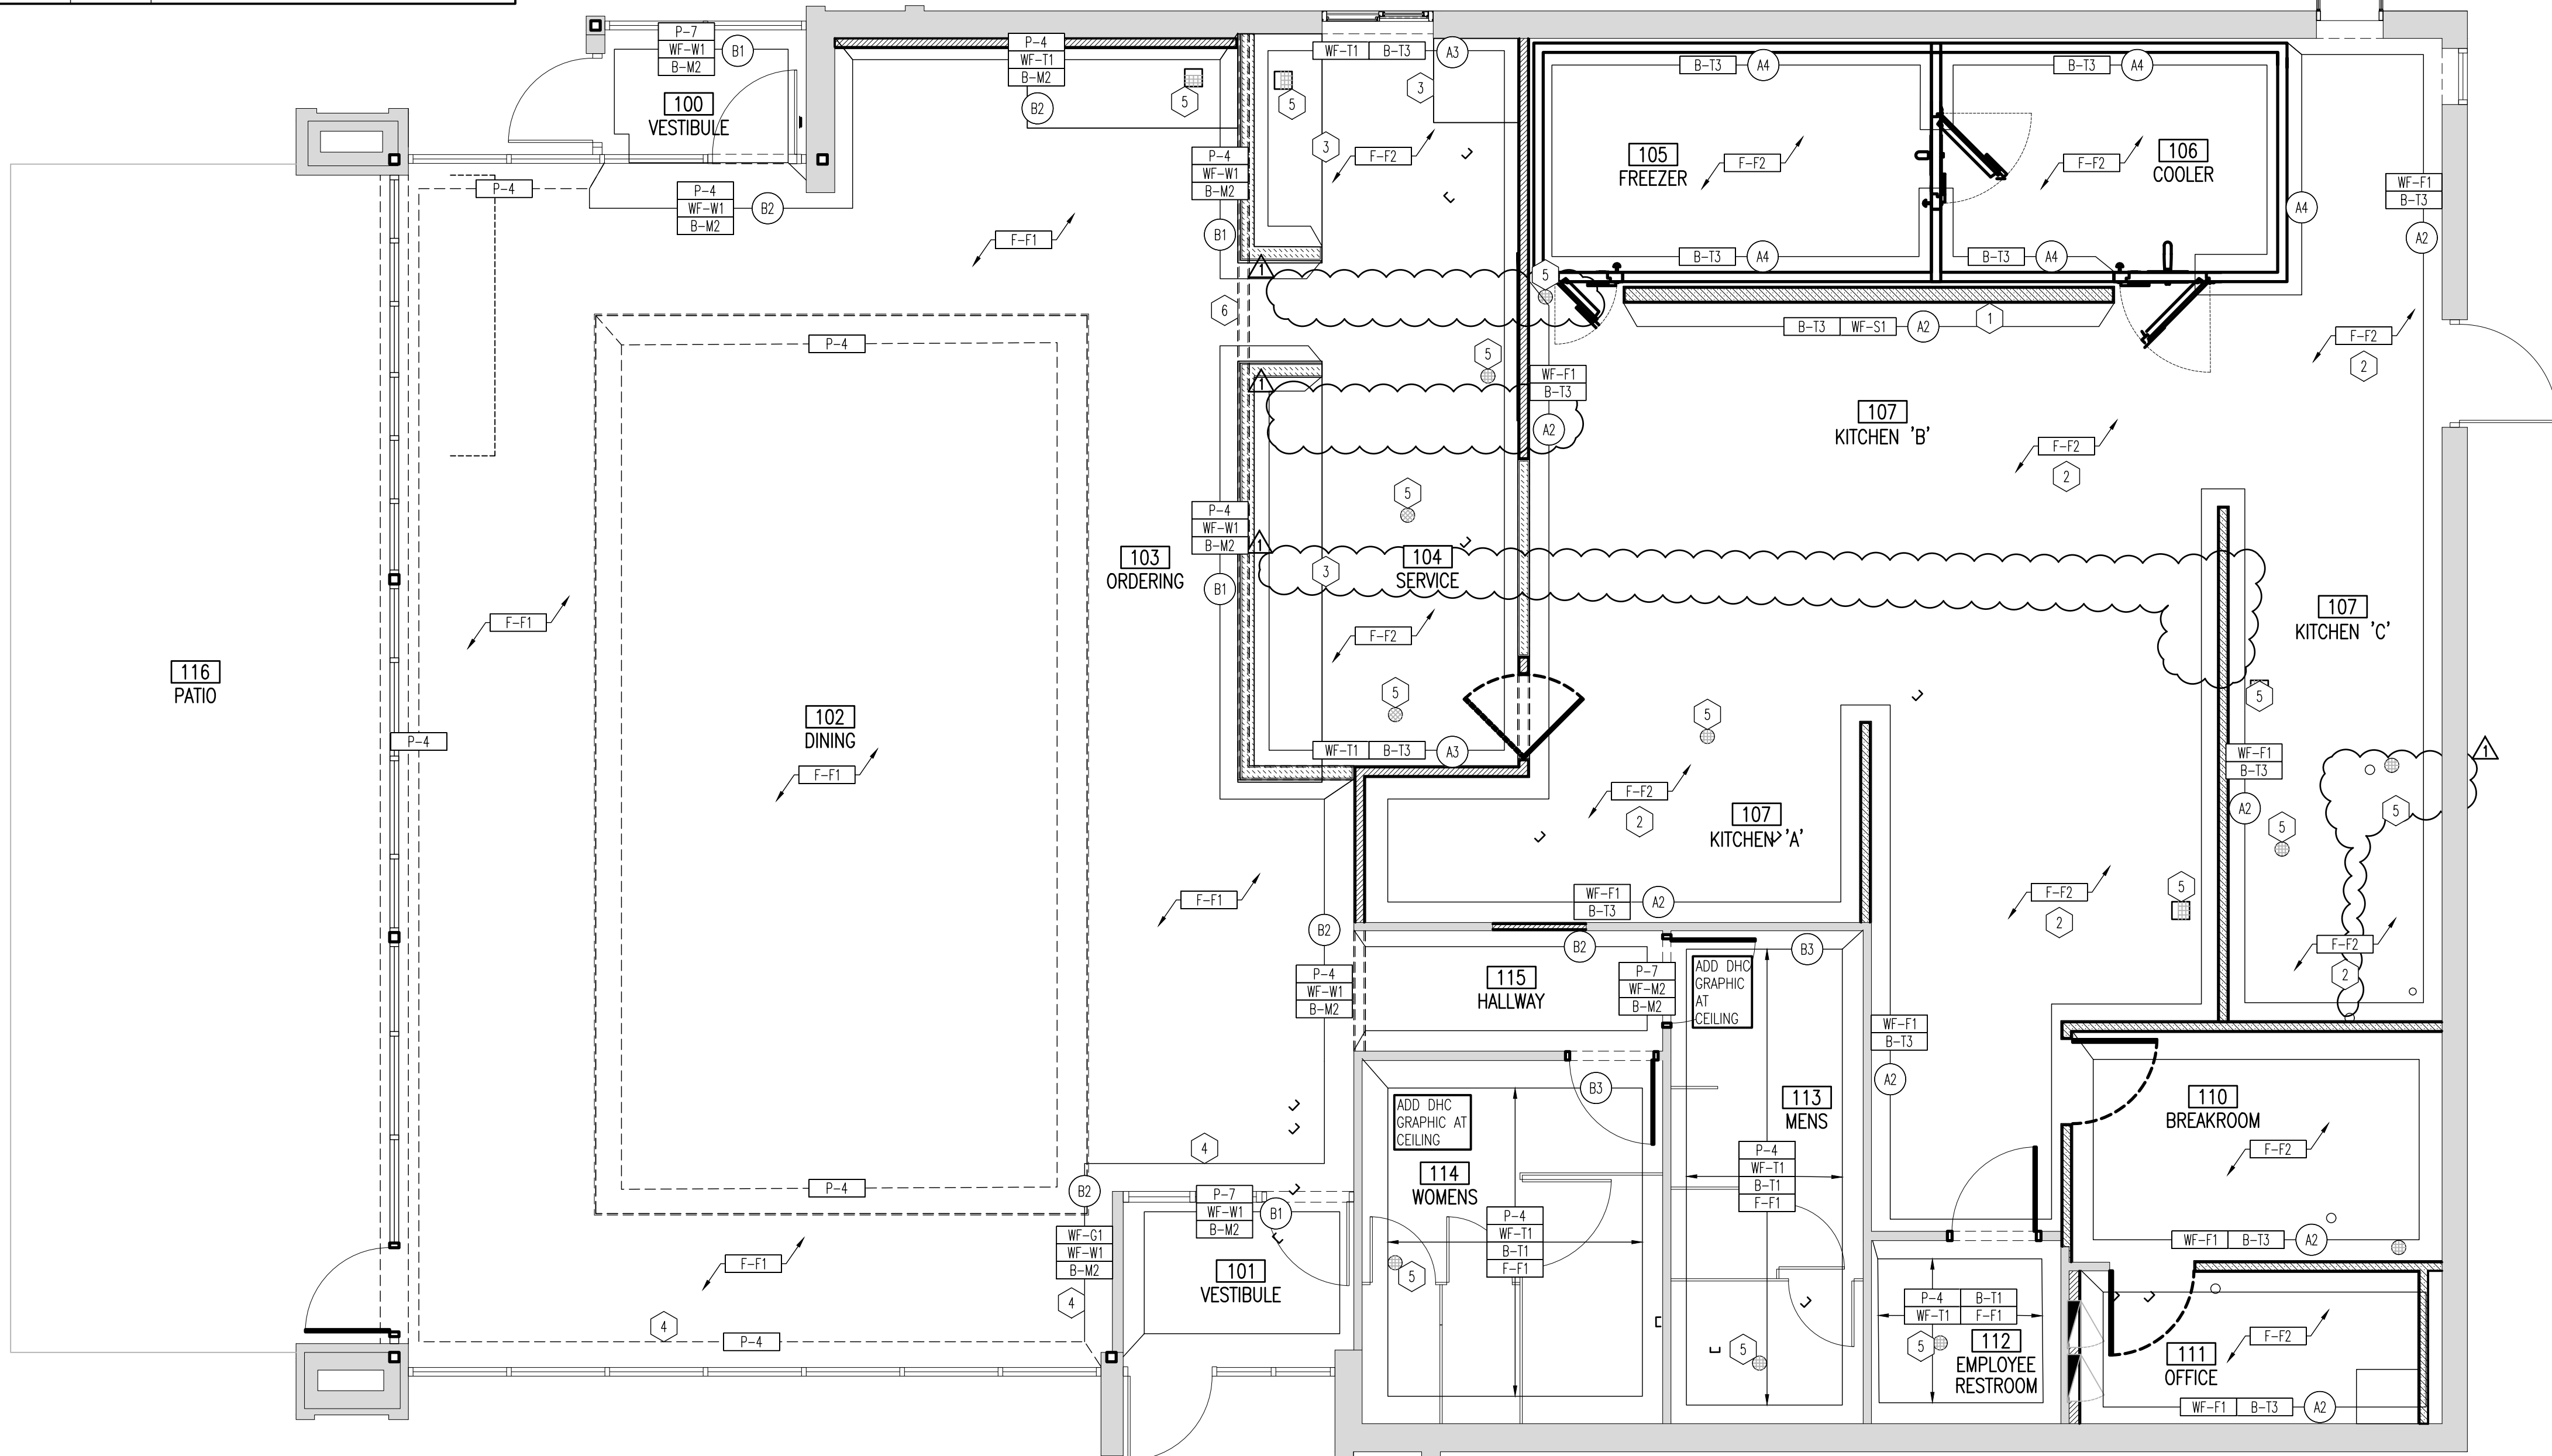 P-7
WF-W1
B-M2
B1
100
VESTIBULE
P-4
WF-T1
B-M2
B2
5
5
WF-T1 B-T3 A3
3
3
P-4
WF-W1
B-M2
B1
F-F2
B-T3 A4
B-T3 A4
105
FREEZER
F-F2
F-F2
106
COOLER
A4
WF-F1
B-T3
A2
P-4
P-4
WF-W1
B-M2
B2
F-F1
B-T3 A4
B-T3 A4
1
5
6
B-T3 WF-S1 A2
1
F-F2
2
P-4
5
1
WF-F1
B-T3
A2
107
KITCHEN 'B'
F-F2
2
P-4
WF-W1
B-M2
B1
5
1
103
ORDERING
3
104
SERVICE
F-F1
F-F2
107
KITCHEN 'C'
116
PATIO
P-4
102
DINING
F-F1
5
5
5
WF-T1 B-T3 A3
F-F2
2
107
KITCHEN 'A'
WF-F1
B-T3
A2
1
5
5
F-F1
WF-F1
B-T3
A2
F-F2
2
5
F-F2
2
B2
P-4
WF-W1
B-M2
115
HALLWAY
B2
P-7
WF-M2
B-M2
B3
ADD DHC
GRAPHIC
AT
CEILING
WF-F1
B-T3
A2
B3
ADD DHC
GRAPHIC AT
CEILING
113
MENS
110
BREAKROOM
F-F2
4
P-4
B2
P-7
WF-W1
B-M2
B1
114
WOMENS
P-4
WF-T1
B-T1
F-F1
P-4
WF-T1
B-T1
F-F1
WF-F1 B-T3 A2
F-F1
WF-G1
WF-W1
B-M2
4
101
VESTIBULE
5
P-4 B-T1
WF-T1 F-F1
5
112
EMPLOYEE
RESTROOM
F-F2
111
OFFICE
4
P-4
5
WF-F1 B-T3 A2